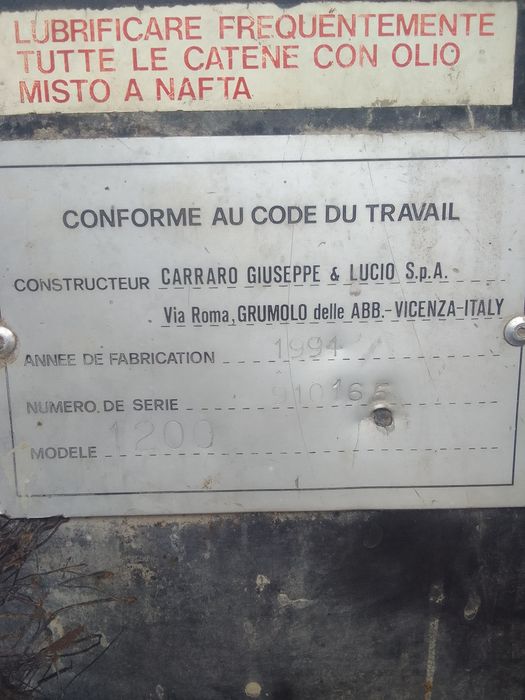 LUBRIFICARE FREQUENTEMENTE
TUTTE LE CATENE CON OLIO
MISTO A NAFTA
CONFORME AU CODE DU TRAVAIL
CONSTRUCTEUR CARRARO GIUSEPPE & LUCIO S.p.A.
Via Roma, GRUMOLO delle ABB.-VICENZA-ITALY
ANNEE DE FABRICATION 1994
NUMERO DE SERIE 910165
MODELE 1200